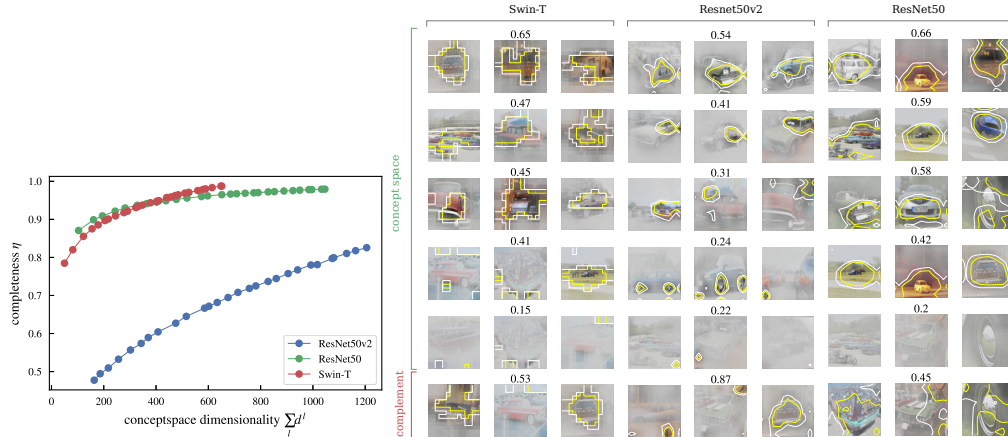 Swin-T Resnet50v2 ResNet50
0.65 0.54 0.66
0.47 0.41 0.59
0.45 0.31 0.58
0.41 0.24 0.42
0.15 0.22 0.2
0.53 0.87 0.45
concept space
complement
completeness η
1.0
0.9
0.8
0.7
0.6
0.5
ResNet50v2
ResNet50
Swin-T
0 200 400 600 800 1000 1200
conceptspace dimensionality ∑ dˡ
l